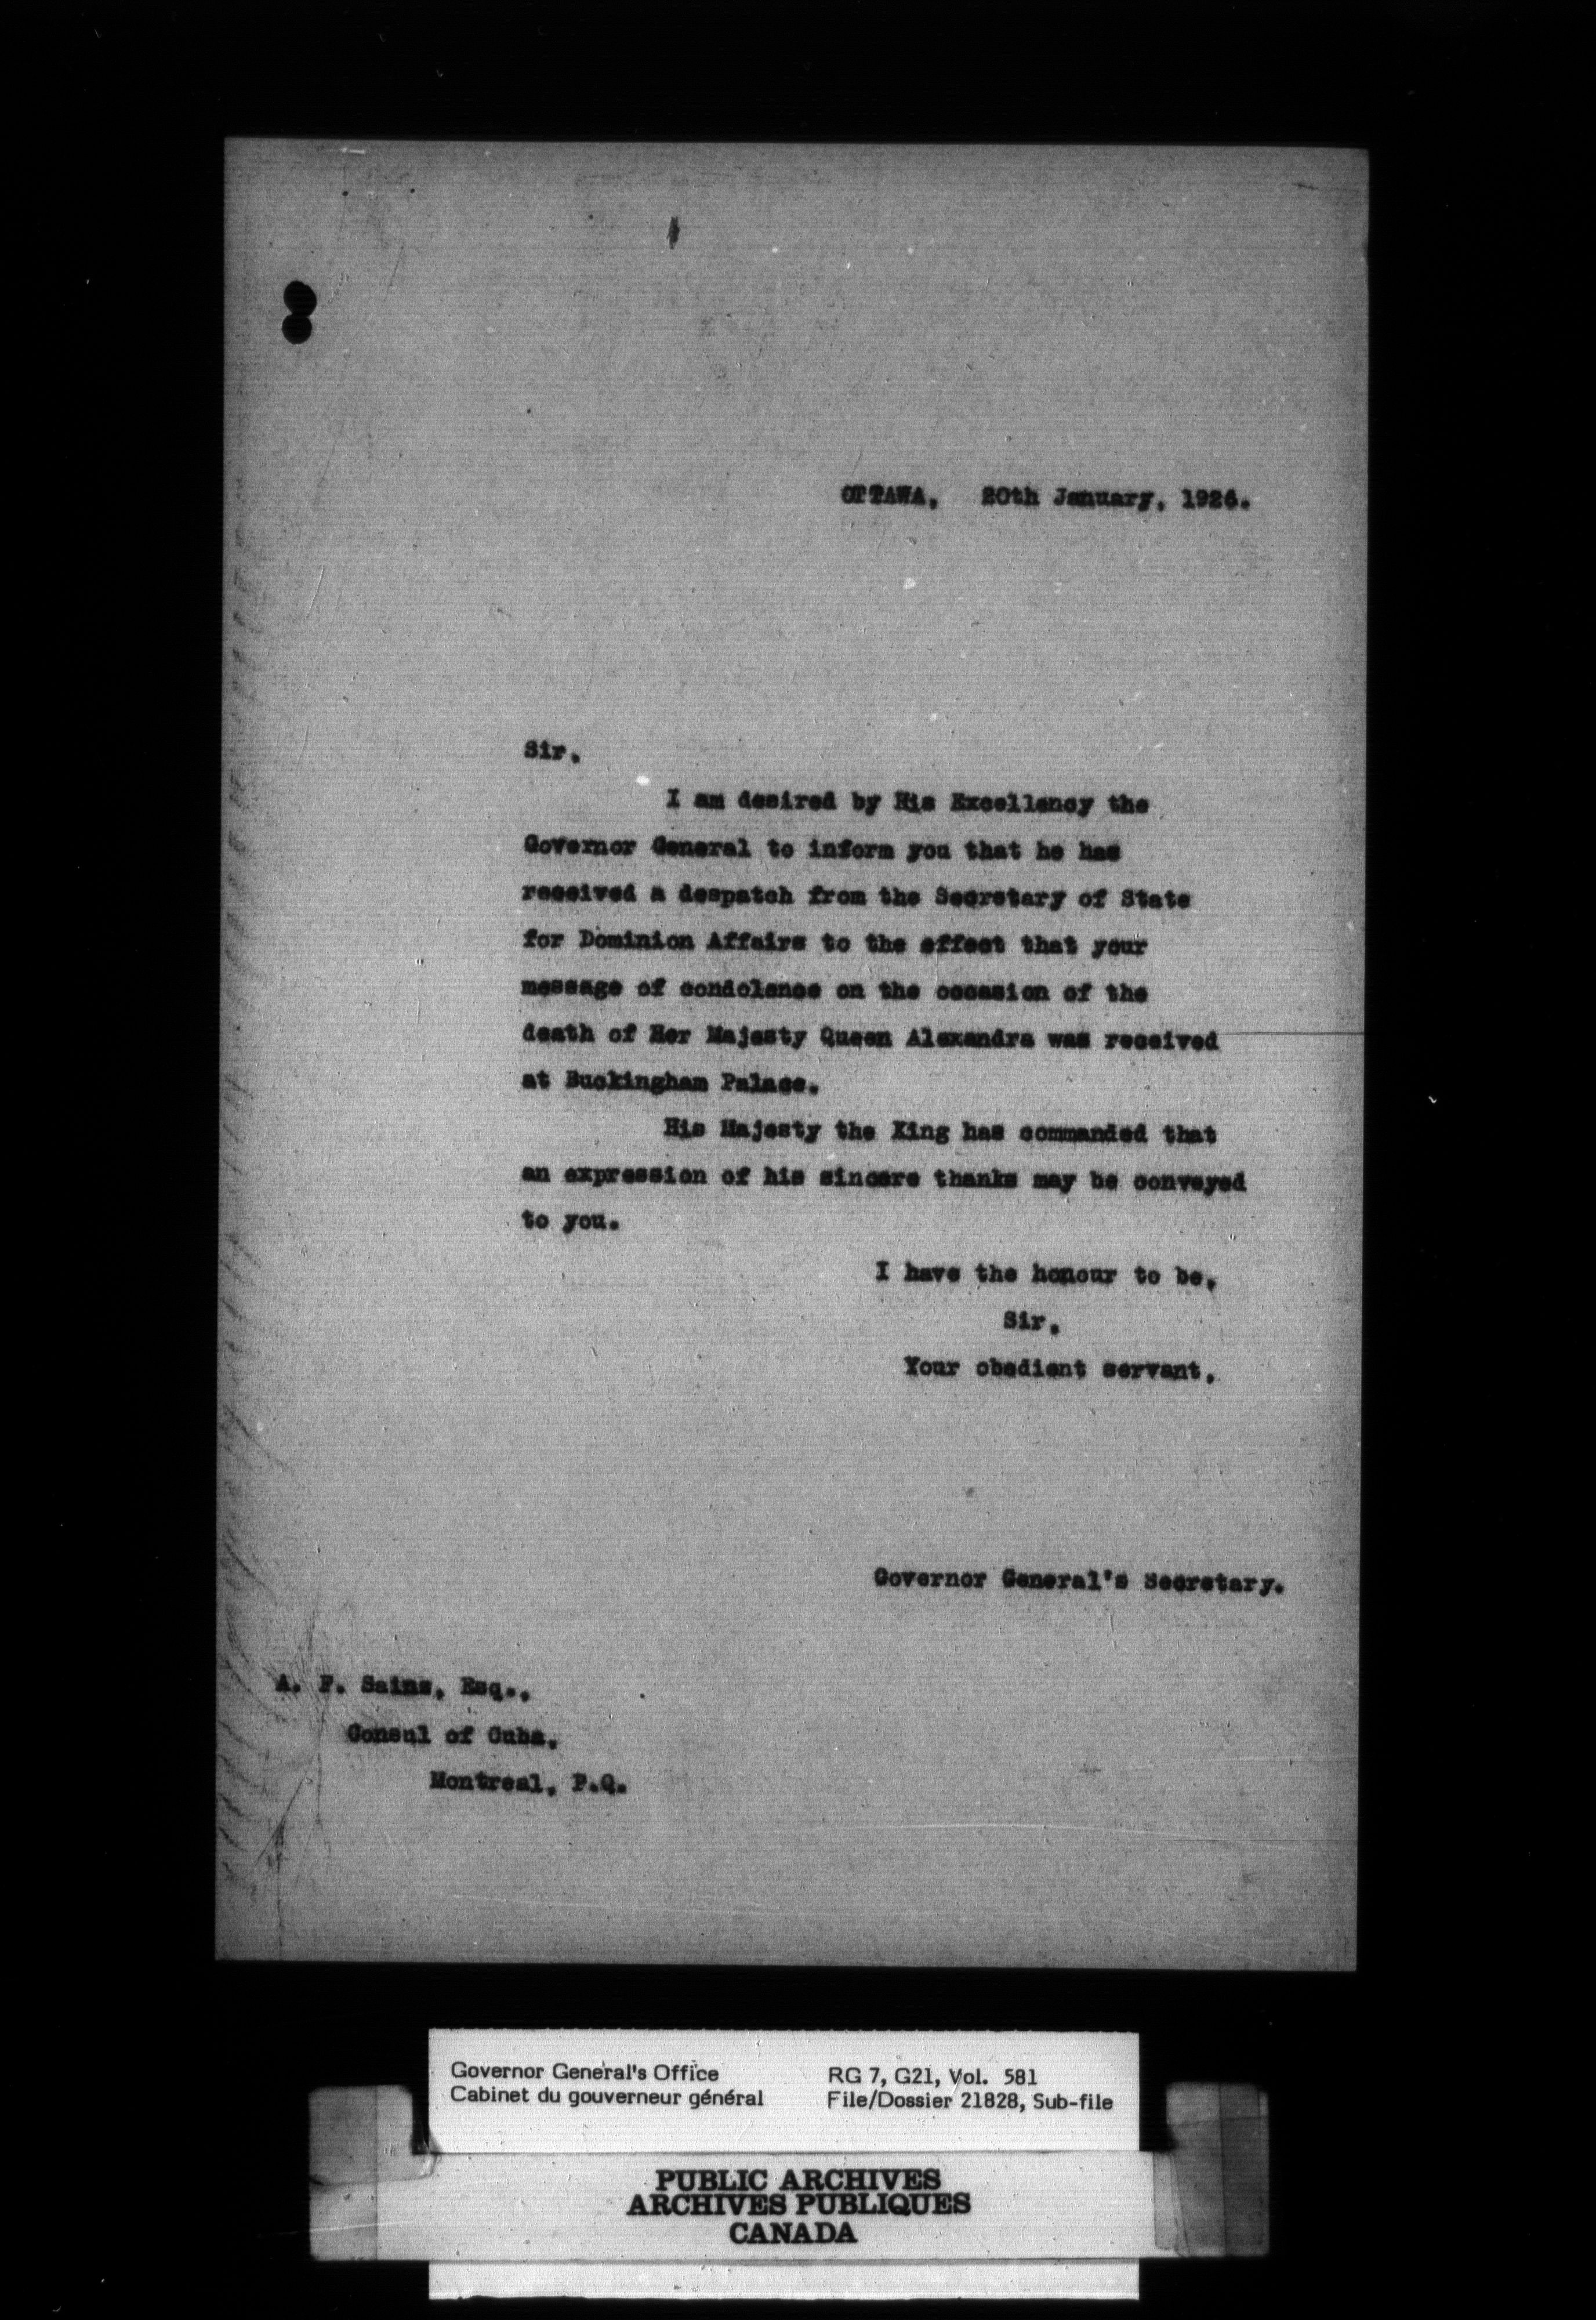 OTTAWA, 20th January, 1926.
Sir,
I am desired by His Excellency the
Governor General to inform you that he has
received a despatch from the Secretary of State
for Dominion Affairs to the effect that your
message of condolence on the occasion of the
death of Her Majesty Queen Alexandra was received
at Buckingham Palace.
His Majesty the King has commanded that
an expression of his sincere thanks may be conveyed
to you.
I have the honour to be,
Sir,
Your obedient servant,
Governor General's Secretary.
A. F. Sains, Esq.,
Consul of Cuba,
Montreal, P.Q.
Governor General's Office
Cabinet du gouverneur général
RG 7, G21, Vol. 581
File/Dossier 21828, Sub-file
PUBLIC ARCHIVES
ARCHIVES PUBLIQUES
CANADA